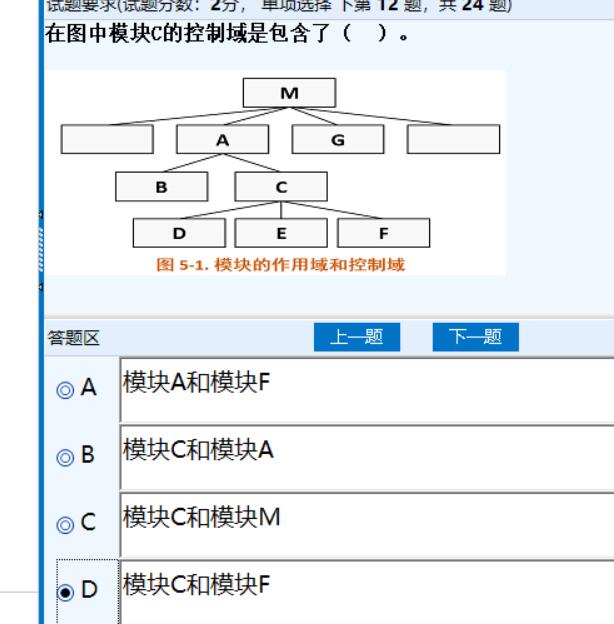 试题要求(试题分数：2分， 单项选择 下第 12 题，共 24 题)
在图中模块C的控制域是包含了（ ）。
M
A
G
B
C
D
E
F
图 5-1. 模块的作用域和控制域
答题区
上一题
下一题
A
模块A和模块F
B
模块C和模块A
C
模块C和模块M
D
模块C和模块F